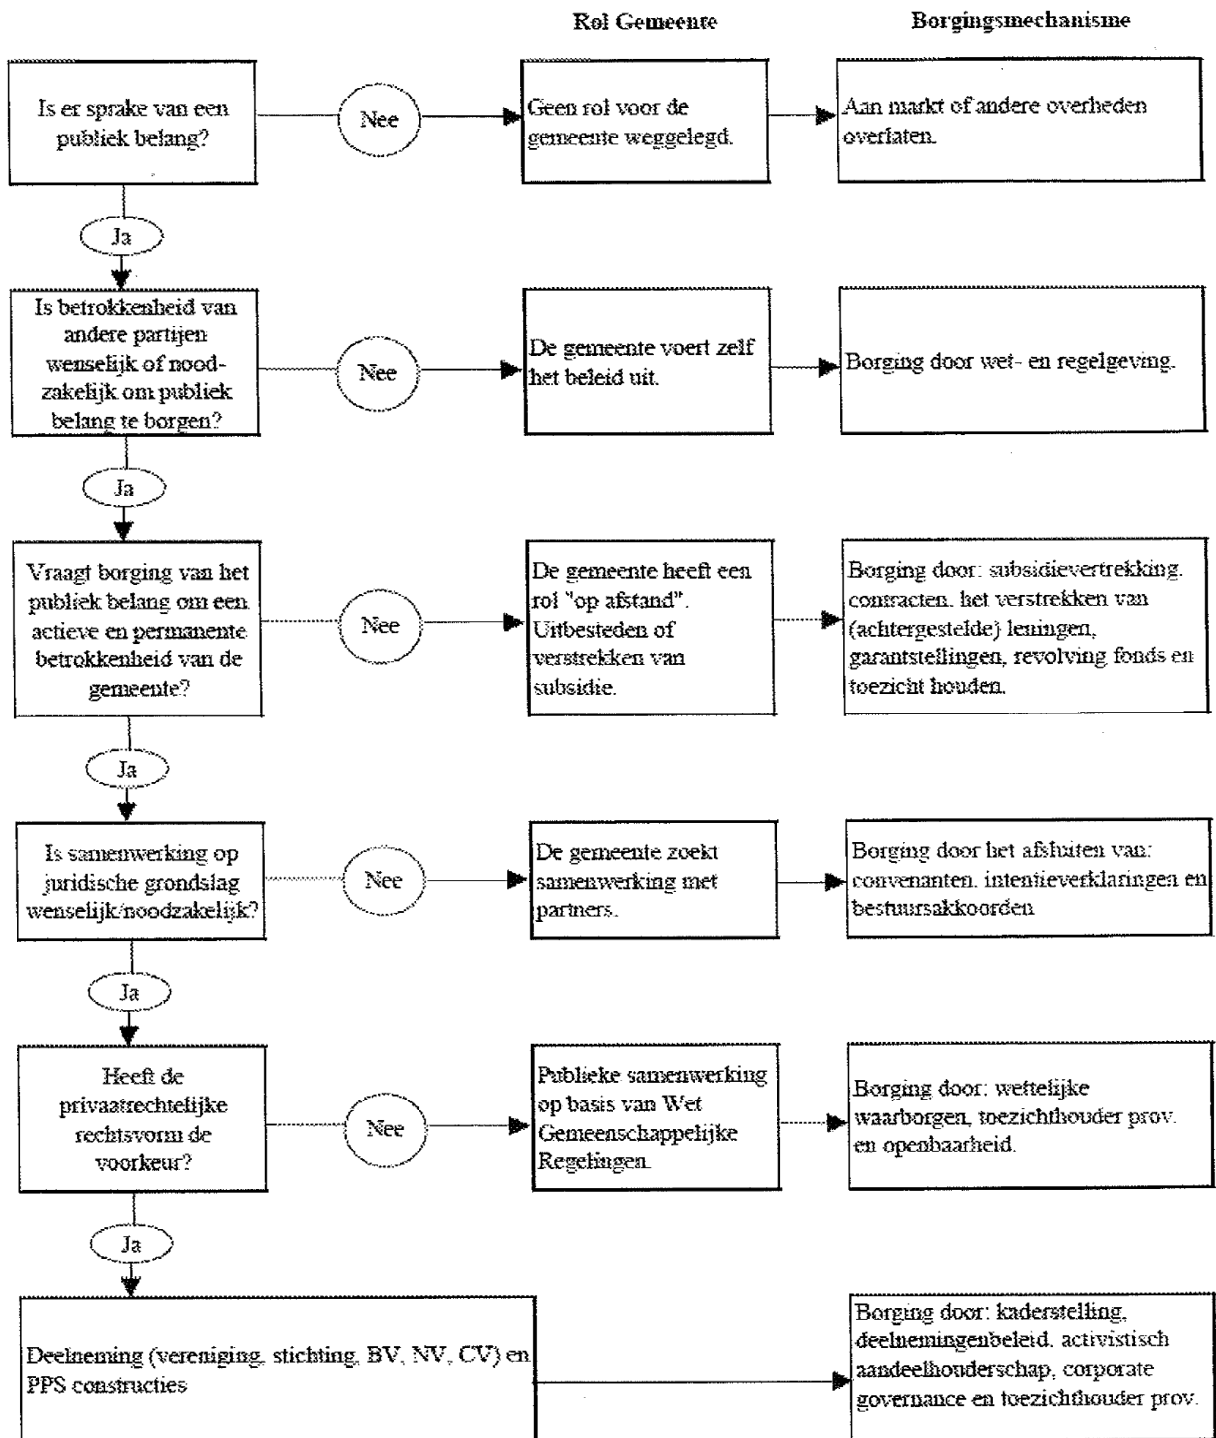 Rol Gemeente
Borgingsmechanisme
Is er sprake van een
publiek belang?
Nee
Geen rol voor de
gemeente weggelegd.
Aan markt of andere overheden
overlaten.
Ja
Is betrokkenheid van
andere partijen
wenselijk of nood-
zakelijk om publiek
belang te borgen?
Nee
De gemeente voert zelf
het beleid uit.
Borging door wet- en regelgeving.
Ja
Vraagt borging van het
publiek belang om een
actieve en permanente
betrokkenheid van de
gemeente?
Nee
De gemeente heeft een
rol "op afstand".
Uitbesteden of
verstrekken van
subsidie.
Borging door: subsidievertrekking.
contracten. het verstrekken van
(achtergestelde) leningen,
garantstellingen, revolving fonds en
toezicht houden.
Ja
Is samenwerking op
juridische grondslag
wenselijk/noodzakelijk?
Nee
De gemeente zoekt
samenwerking met
partners.
Borging door het afsluiten van:
convenanten. intentieverklaringen en
bestuursakkoorden
Ja
Heeft de
privaatrechtelijke
rechtsvorm de
voorkeur?
Nee
Publieke samenwerking
op basis van Wet
Gemeenschappelijke
Regelingen.
Borging door: wettelijke
waarborgen, toezichthouder prov.
en openbaarheid.
Ja
Deelneming (vereniging, stichting, BV, NV, CV) en
PPS constructies
Borging door: kaderstelling,
deelnemingenbeleid. activistisch
aandeelhouderschap, corporate
governance en toezichthouder prov.